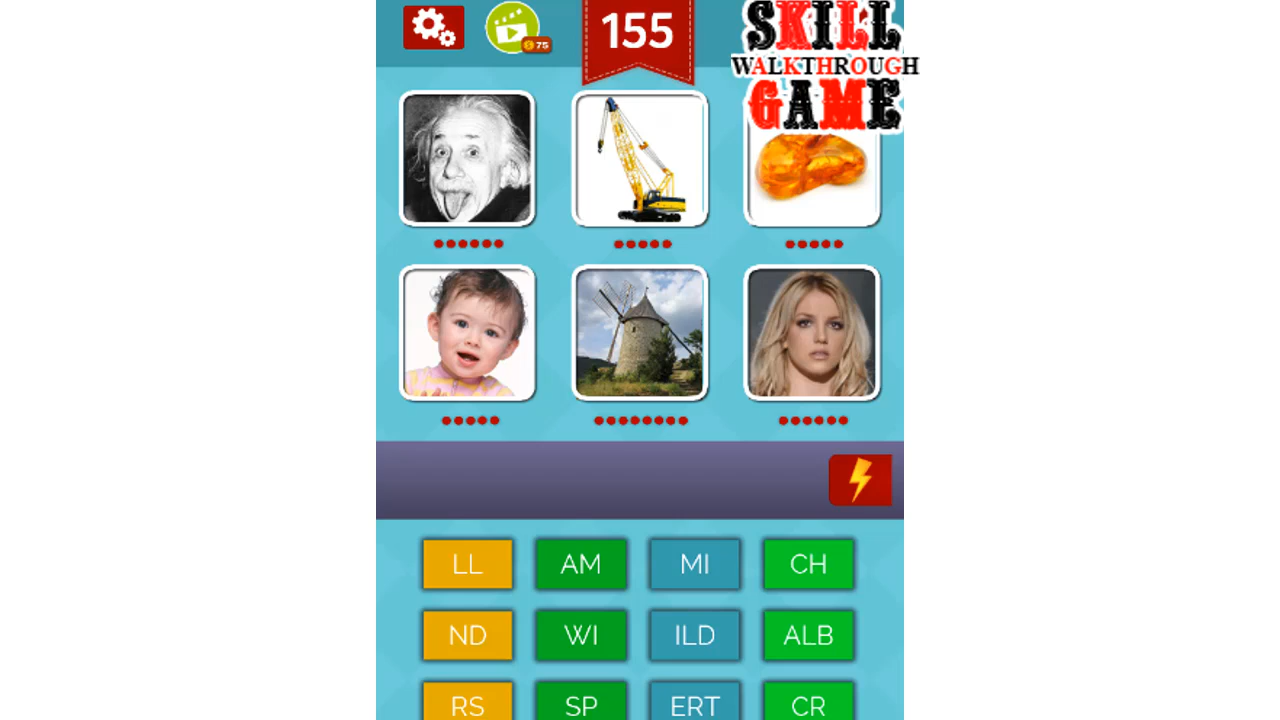 75
155
SKILL
WALKTHROUGH
GAME
LL AM MI CH
ND WI ILD ALB
RS SP ERT CR